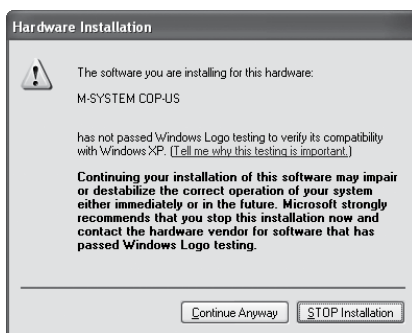 Hardware Installation
The software you are installing for this hardware:
M-SYSTEM COP-US
has not passed Windows Logo testing to verify its compatibility
with Windows XP. (Tell me why this testing is important.)
Continuing your installation of this software may impair
or destabilize the correct operation of your system
either immediately or in the future. Microsoft strongly
recommends that you stop this installation now and
contact the hardware vendor for software that has
passed Windows Logo testing.
Continue Anyway
STOP Installation